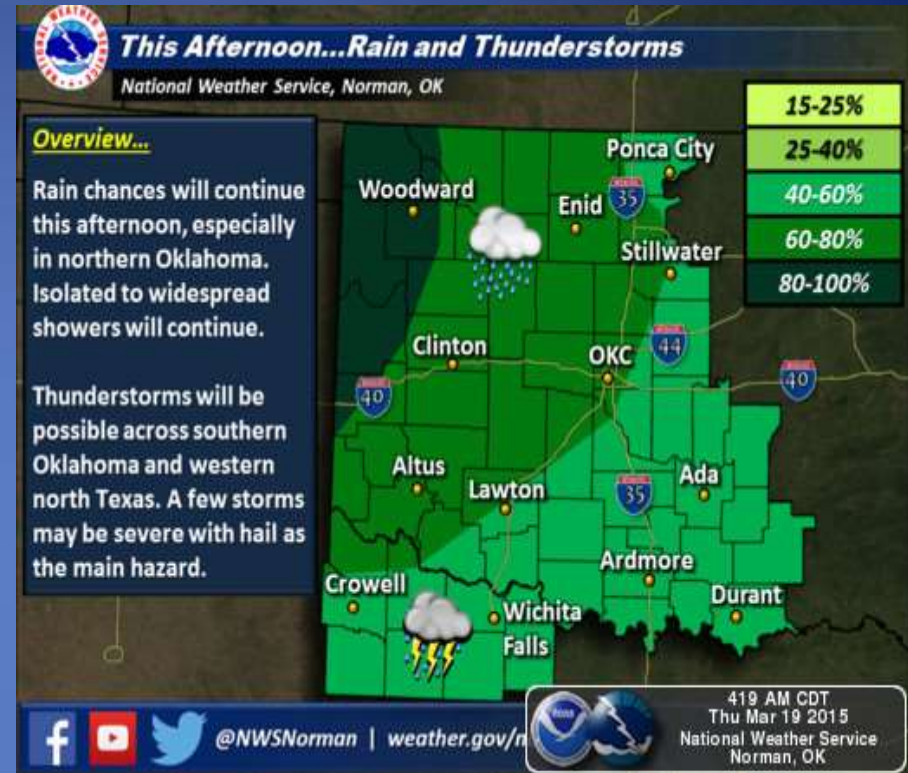 This Afternoon...Rain and Thunderstorms
National Weather Service, Norman, OK
Overview...
Rain chances will continue
this afternoon, especially
in northern Oklahoma.
Isolated to widespread
showers will continue.
Thunderstorms will be
possible across southern
Oklahoma and western
north Texas. A few storms
may be severe with hail as
the main hazard.
15-25%
25-40%
40-60%
60-80%
80-100%
Ponca City
Woodward
Enid
35
Stillwater
Clinton
OKC
44
40
40
Altus
Lawton
35
Ada
Ardmore
Crowell
Durant
Wichita
Falls
@NWSNorman | weather.gov/n
419 AM CDT
Thu Mar 19 2015
National Weather Service
Norman, OK